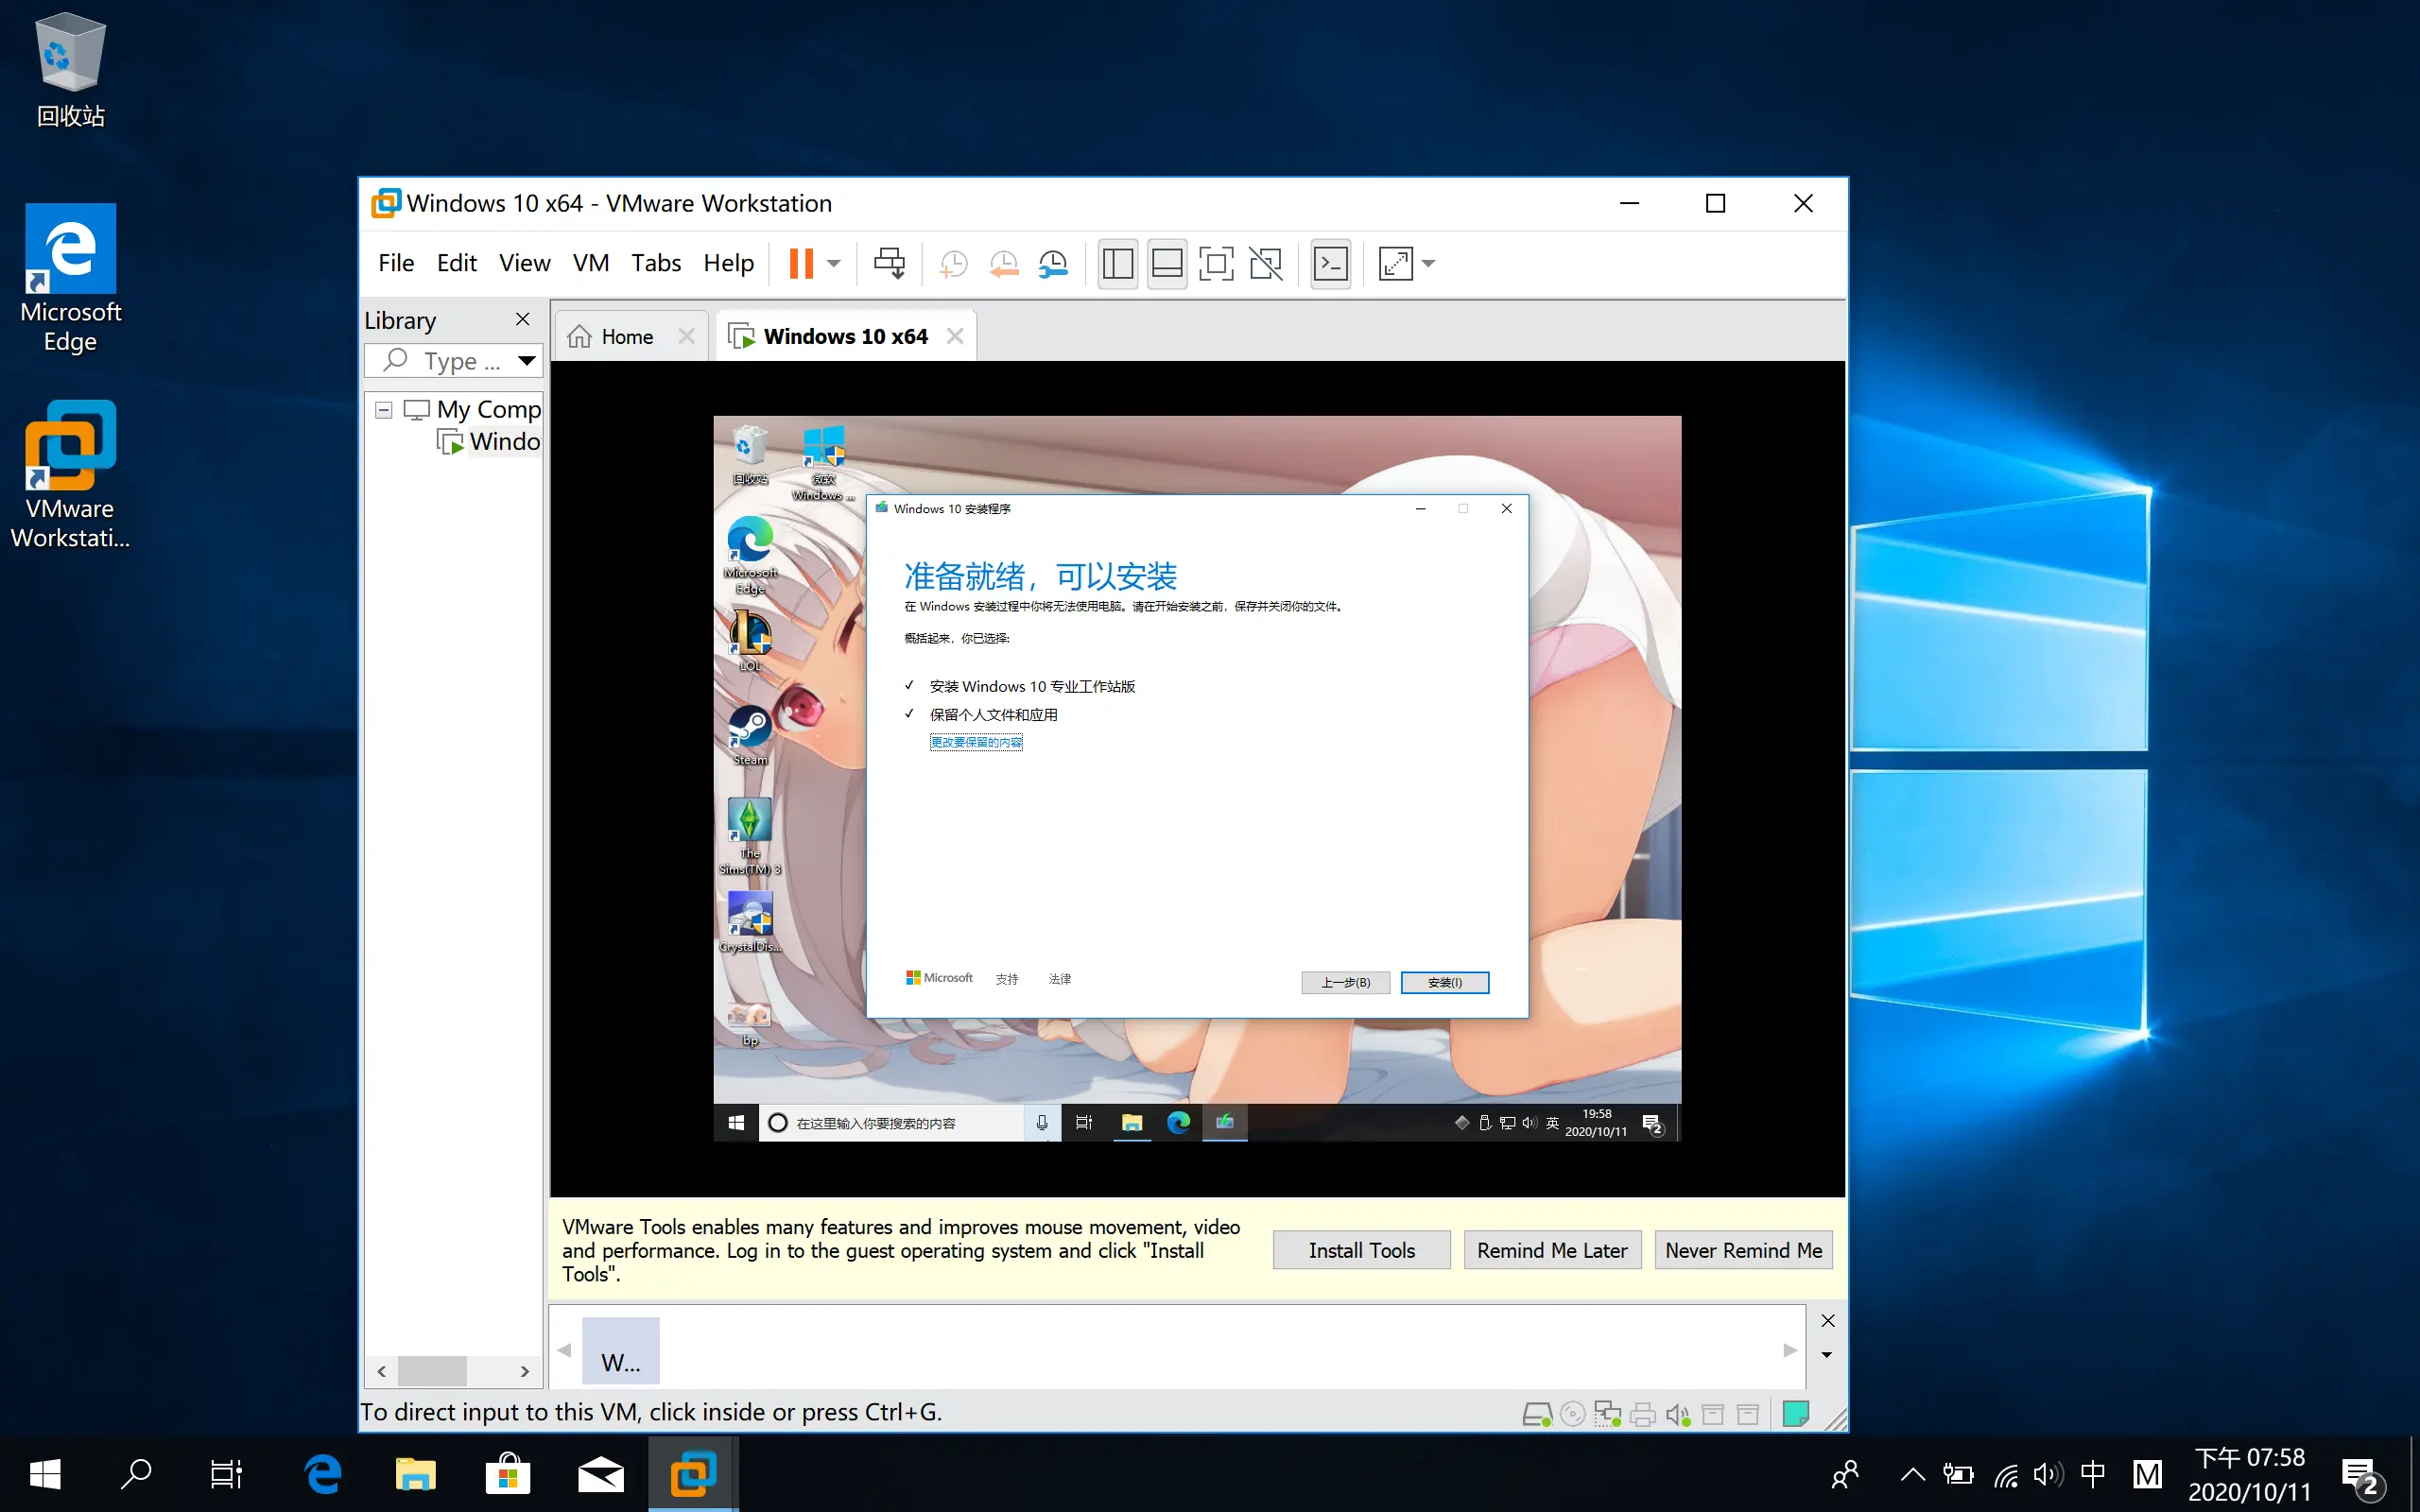 回收站
Microsoft
Edge
VMware
Workstati...
Windows 10 x64 - VMware Workstation
File Edit View VM Tabs Help
Library
Type ...
My Comp
Windo
Home
Windows 10 x64
回收站
微软
Windows ...
Microsoft
Edge
LOL
Steam
The
Sims(TM) 3
CrystalDis...
bp
Windows 10 安装程序
准备就绪，可以安装
在 Windows 安装过程中你将无法使用电脑。请在开始安装之前，保存并关闭你的文件。
概括起来，你已选择:
安装 Windows 10 专业工作站版
保留个人文件和应用
更改要保留的内容
Microsoft 支持 法律
上一步(B) 安装(I)
在这里输入你要搜索的内容
英
19:58
2020/10/11
2
VMware Tools enables many features and improves mouse movement, video
and performance. Log in to the guest operating system and click "Install
Tools".
Install Tools Remind Me Later Never Remind Me
W...
To direct input to this VM, click inside or press Ctrl+G.
中
M
下午 07:58
2020/10/11
2